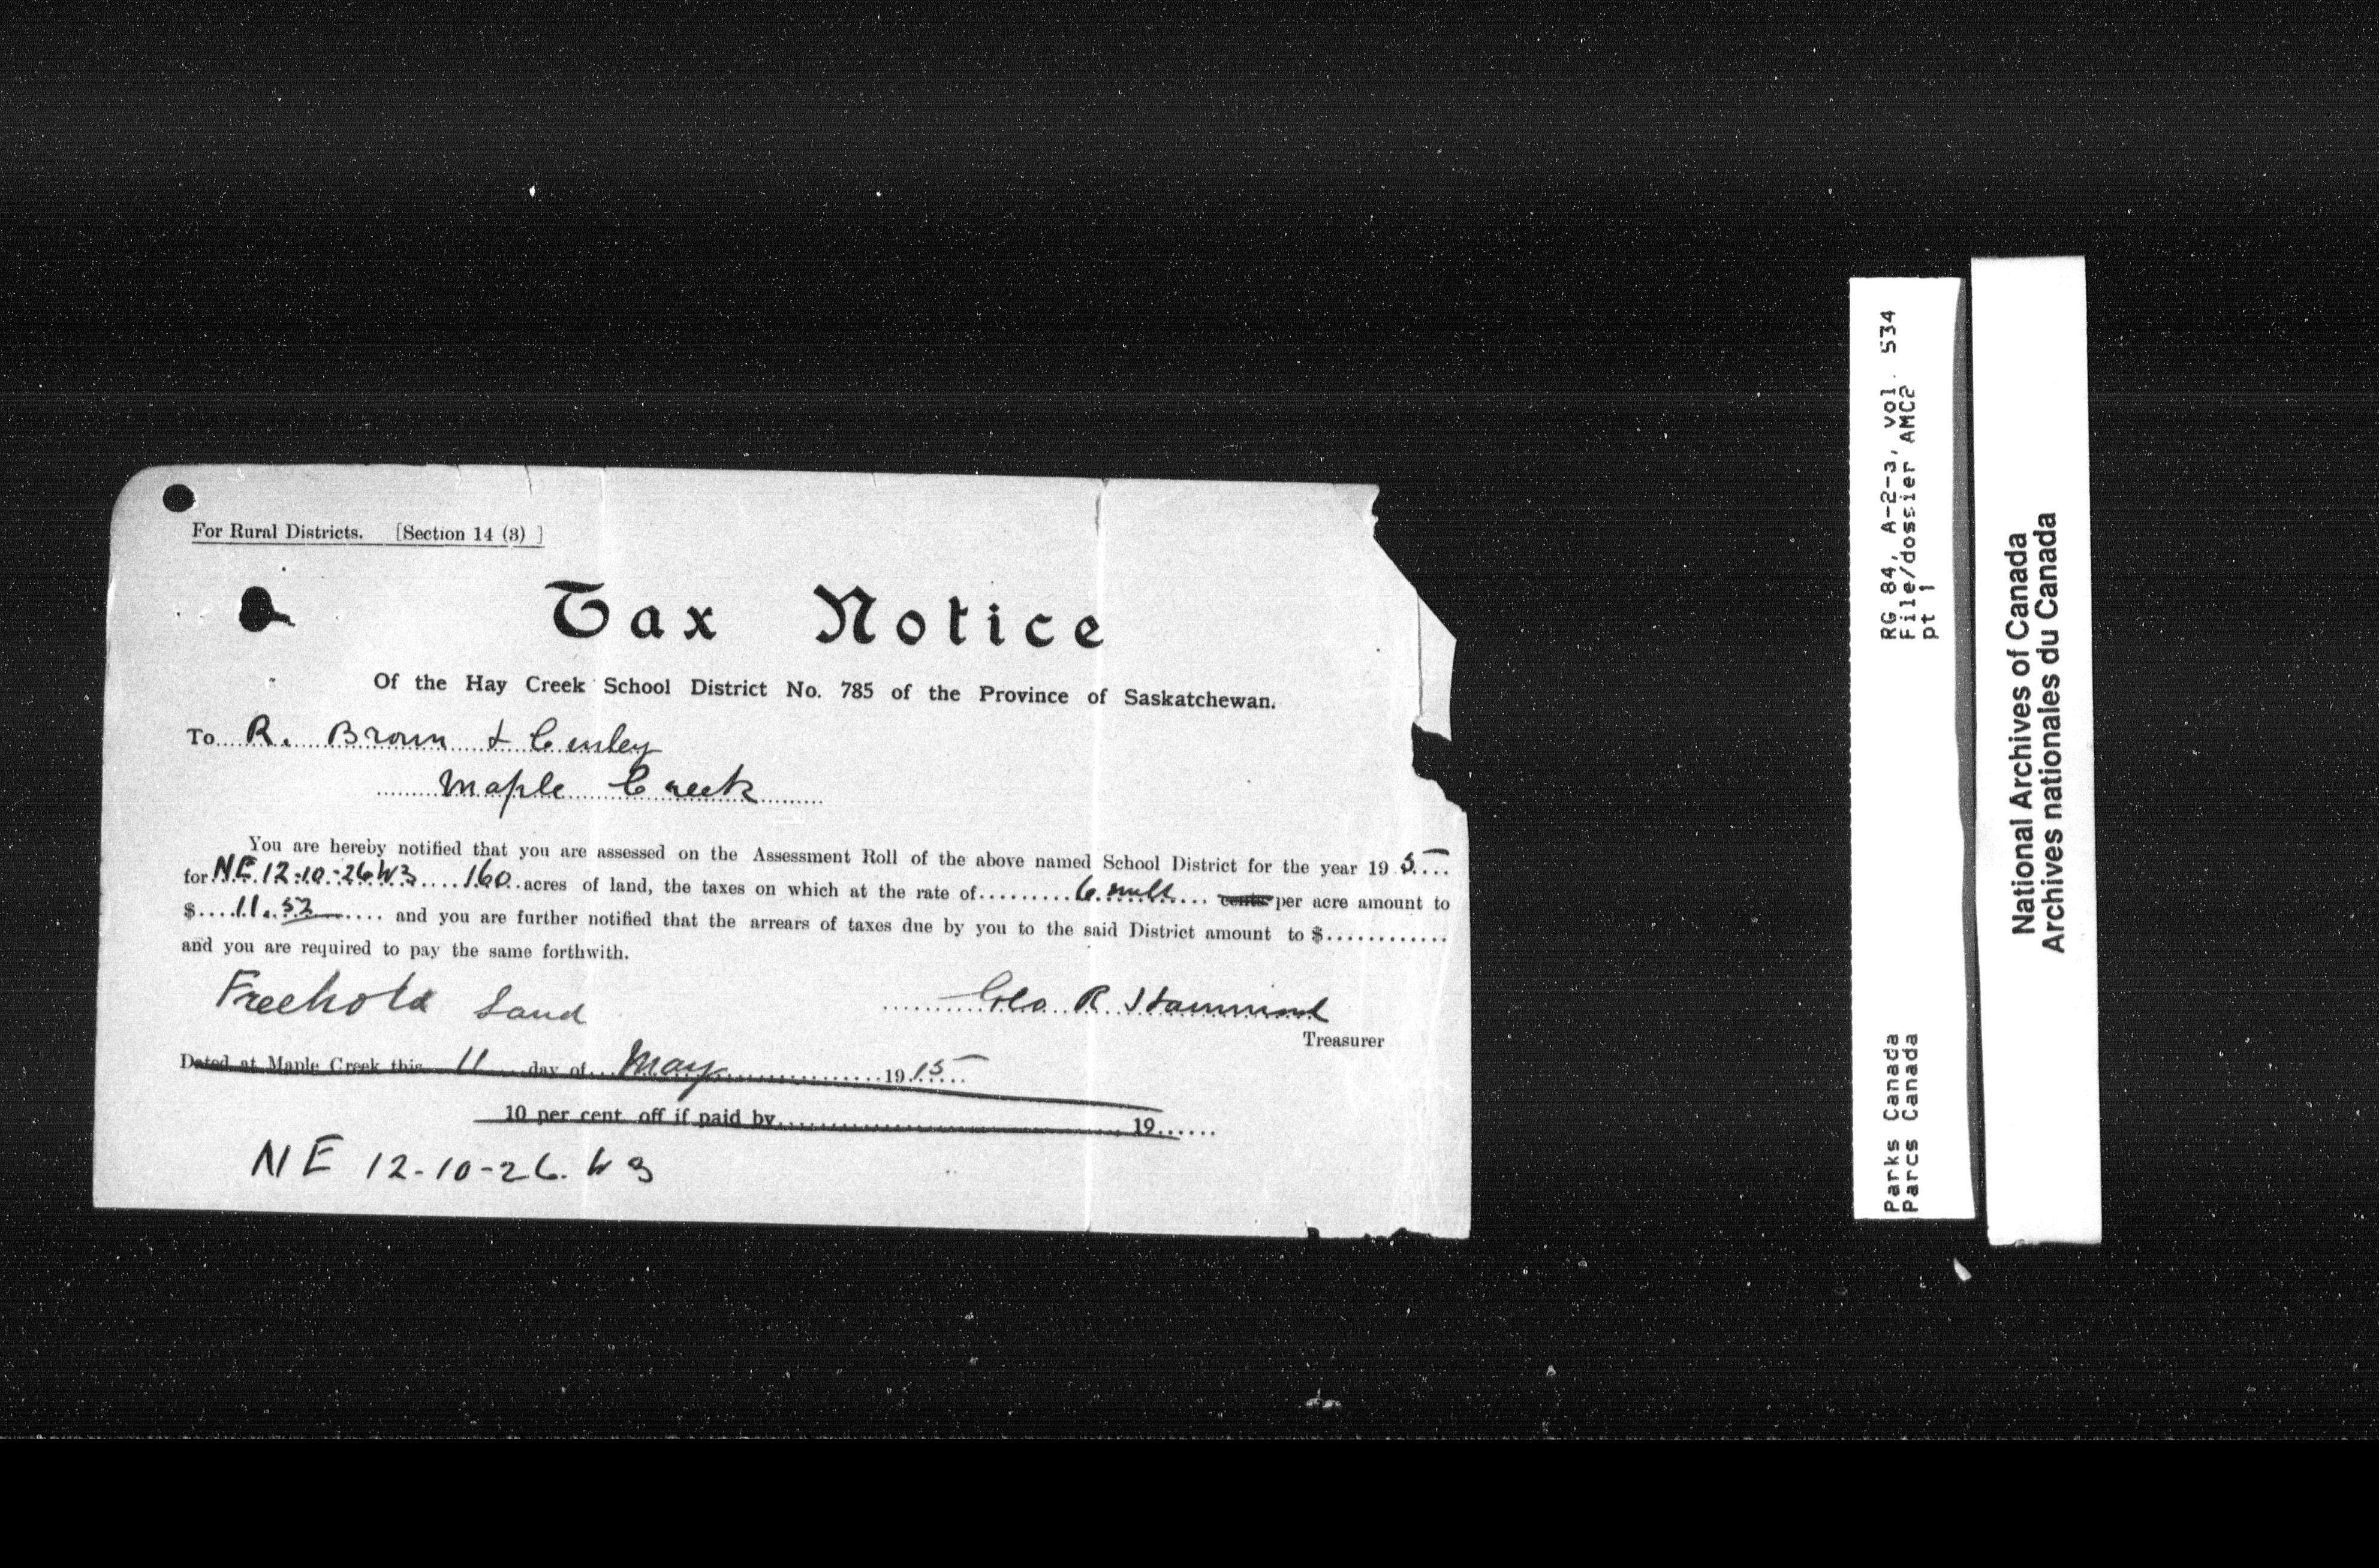 For Rural Districts. [Section 14 (3) ]
Tax Notice
Of the Hay Creek School District No. 785 of the Province of Saskatchewan.
To R. Brown &
Maple Creek
You are hereby notified that you are assessed on the Assessment Roll of the above named School District for the year 19 5
for NE 12-10-26 W3 160 acres of land, the taxes on which at the rate of 6 mills cents per acre amount to
$ 11.52 and you are further notified that the arrears of taxes due by you to the said District amount to $
and you are required to pay the same forthwith.
Freehold Land
Geo R Hammond
Treasurer
Dated at Maple Creek this 11 day of May 1915
10 per cent off if paid by 19
NE 12-10-26. W3
RG 84, A-2-3, vol. 534
File/dossier AMC2
pt 1
Parks Canada
Parcs Canada
National Archives of Canada
Archives nationales du Canada